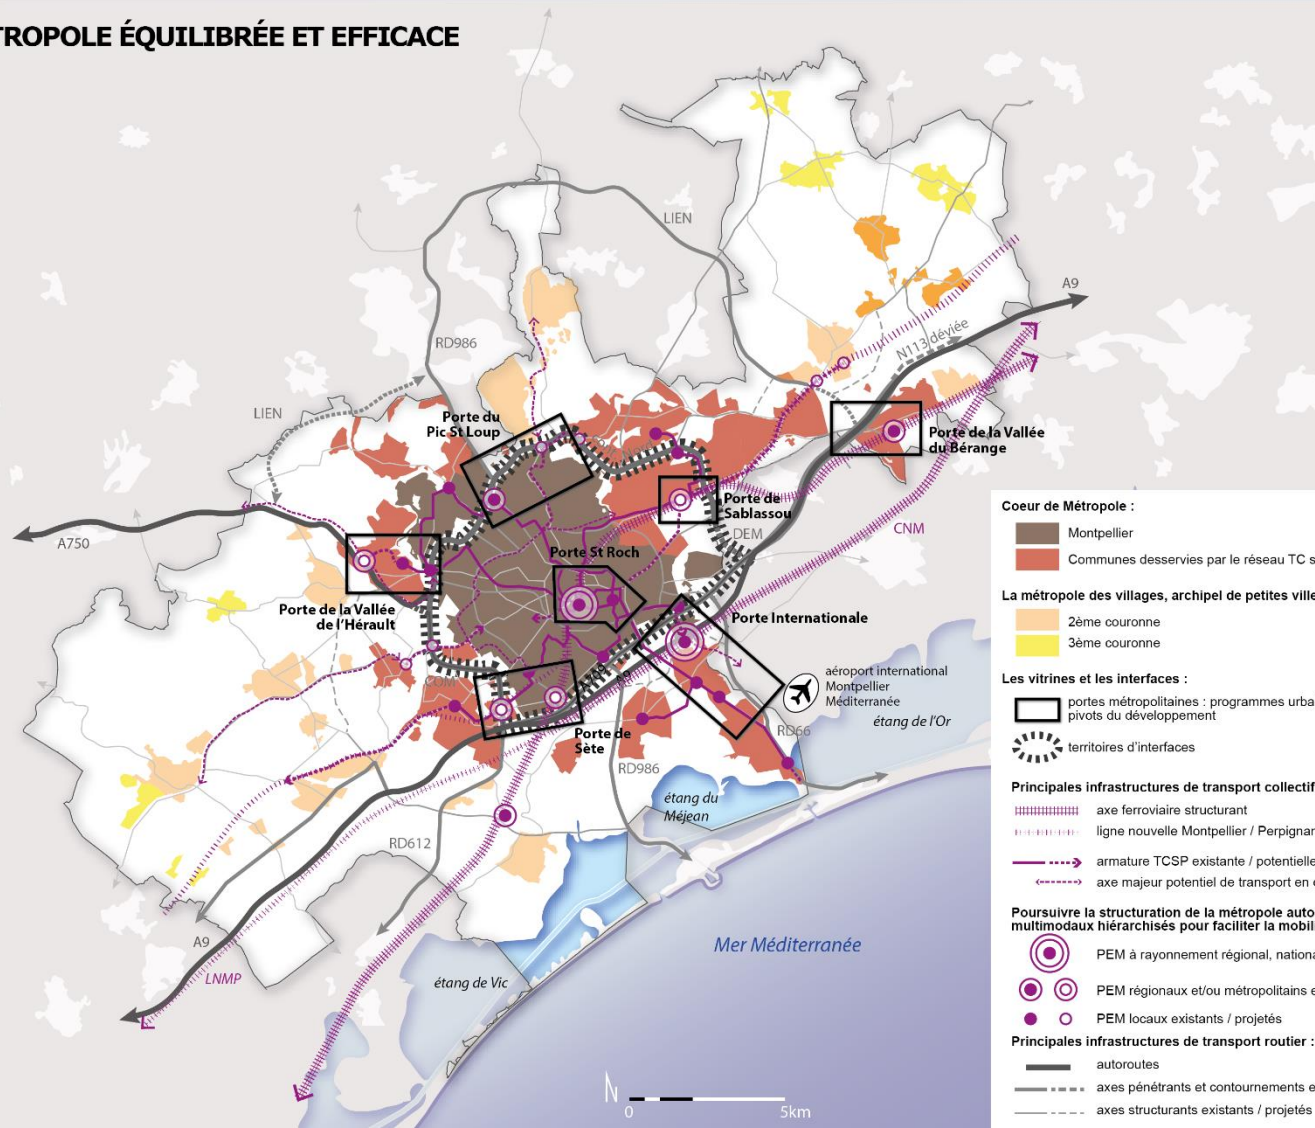 TROPOLE ÉQUILIBRÉE ET EFFICACE
LIEN
A9
RD986
N113 déviée
LIEN
Porte du
Pic St Loup
Porte de la Vallée
du Bérange
Porte de
Sablassou
CNM
DEM
A750
Porte St Roch
Porte de la Vallée
de l'Hérault
Porte Internationale
COM
A709
A9
aéroport international
Montpellier
Méditerranée
étang de l'Or
RD66
Porte de
Sète
RD986
étang du
Méjean
RD612
A9
LNMP
étang de Vic
Mer Méditerranée
N
0
5km
Coeur de Métropole :
Montpellier
Communes desservies par le réseau TC s
La métropole des villages, archipel de petites ville
2ème couronne
3ème couronne
Les vitrines et les interfaces :
portes métropolitaines : programmes urba
pivots du développement
territoires d'interfaces
Principales infrastructures de transport collectif
axe ferroviaire structurant
ligne nouvelle Montpellier / Perpignan
armature TCSP existante / potentielle
axe majeur potentiel de transport en
Poursuivre la structuration de la métropole auto
multimodaux hiérarchisés pour faciliter la mobili
PEM à rayonnement régional, nationa
PEM régionaux et/ou métropolitains e
PEM locaux existants / projetés
Principales infrastructures de transport routier :
autoroutes
axes pénétrants et contournements e
axes structurants existants / projetés